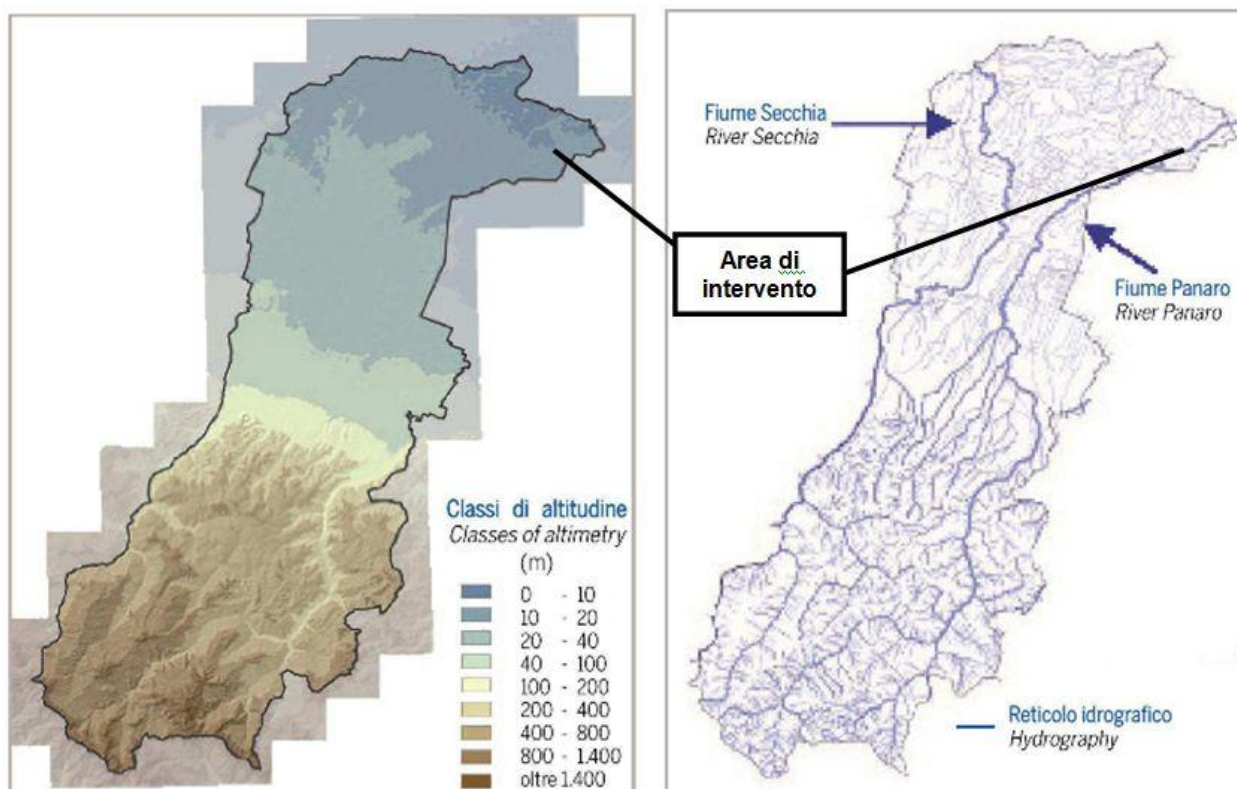 Classi di altitudine
Classes of altimetry
(m)
0 - 10
10 - 20
20 - 40
40 - 100
100 - 200
200 - 400
400 - 800
800 - 1.400
oltre 1.400
Area di
intervento
Fiume Secchia
River Secchia
Fiume Panaro
River Panaro
Reticolo idrografico
Hydrography